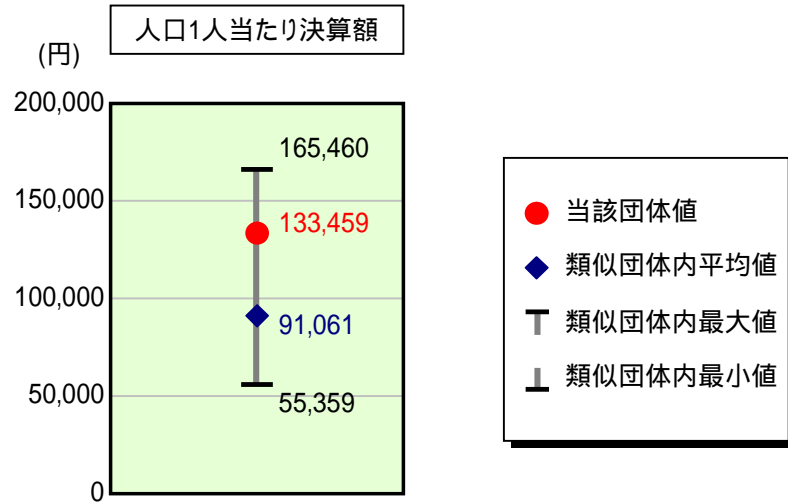 人口1人当たり決算額
(円)
200,000
165,460
150,000
133,459
100,000
91,061
50,000
55,359
0
当該団体値
類似団体内平均値
類似団体内最大値
類似団体内最小値